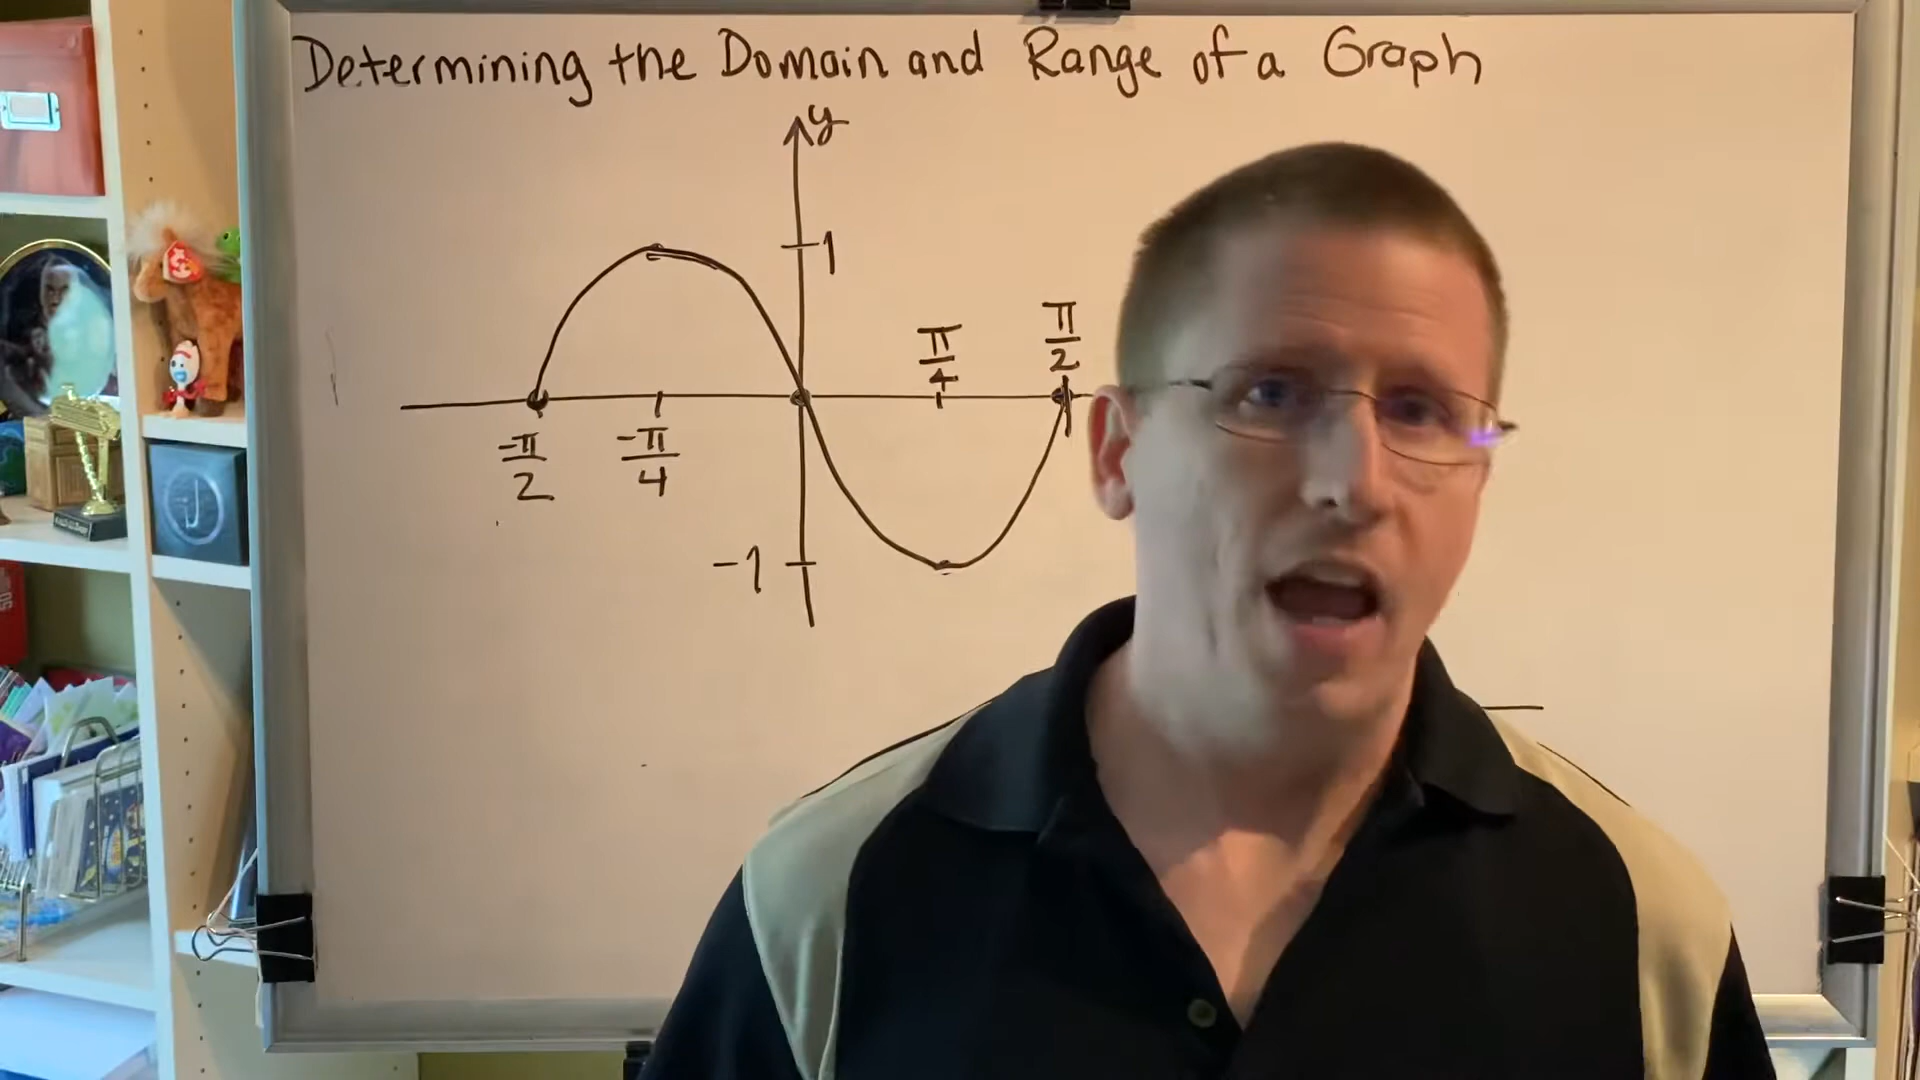 Determining the Domain and Range of a Graph
y
1
π/2
π/4
-π/2
-π/4
-1
J